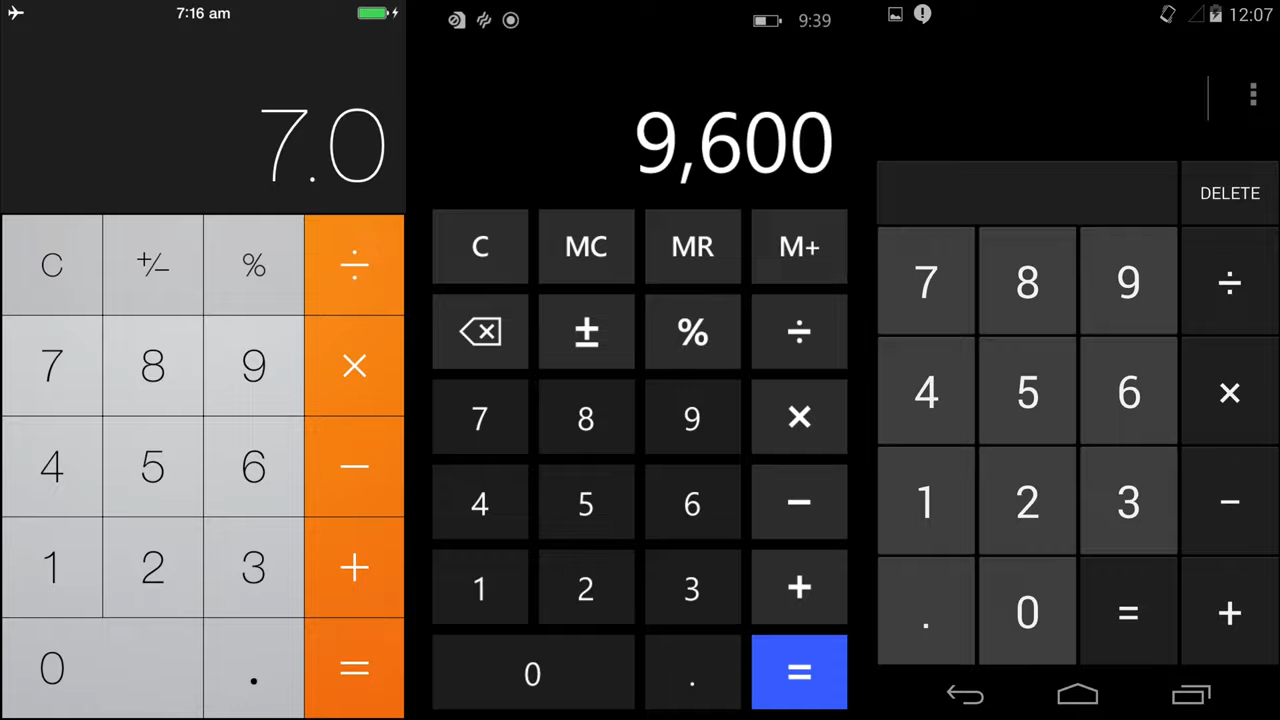 7:16 am
7.0
C +/− % ÷
7 8 9 ×
4 5 6 −
1 2 3 +
0 . =
9:39
9,600
C MC MR M+
± % ÷
7 8 9 ×
4 5 6 −
1 2 3 +
0 . =
12:07
DELETE
7 8 9 ÷
4 5 6 ×
1 2 3 −
. 0 = +